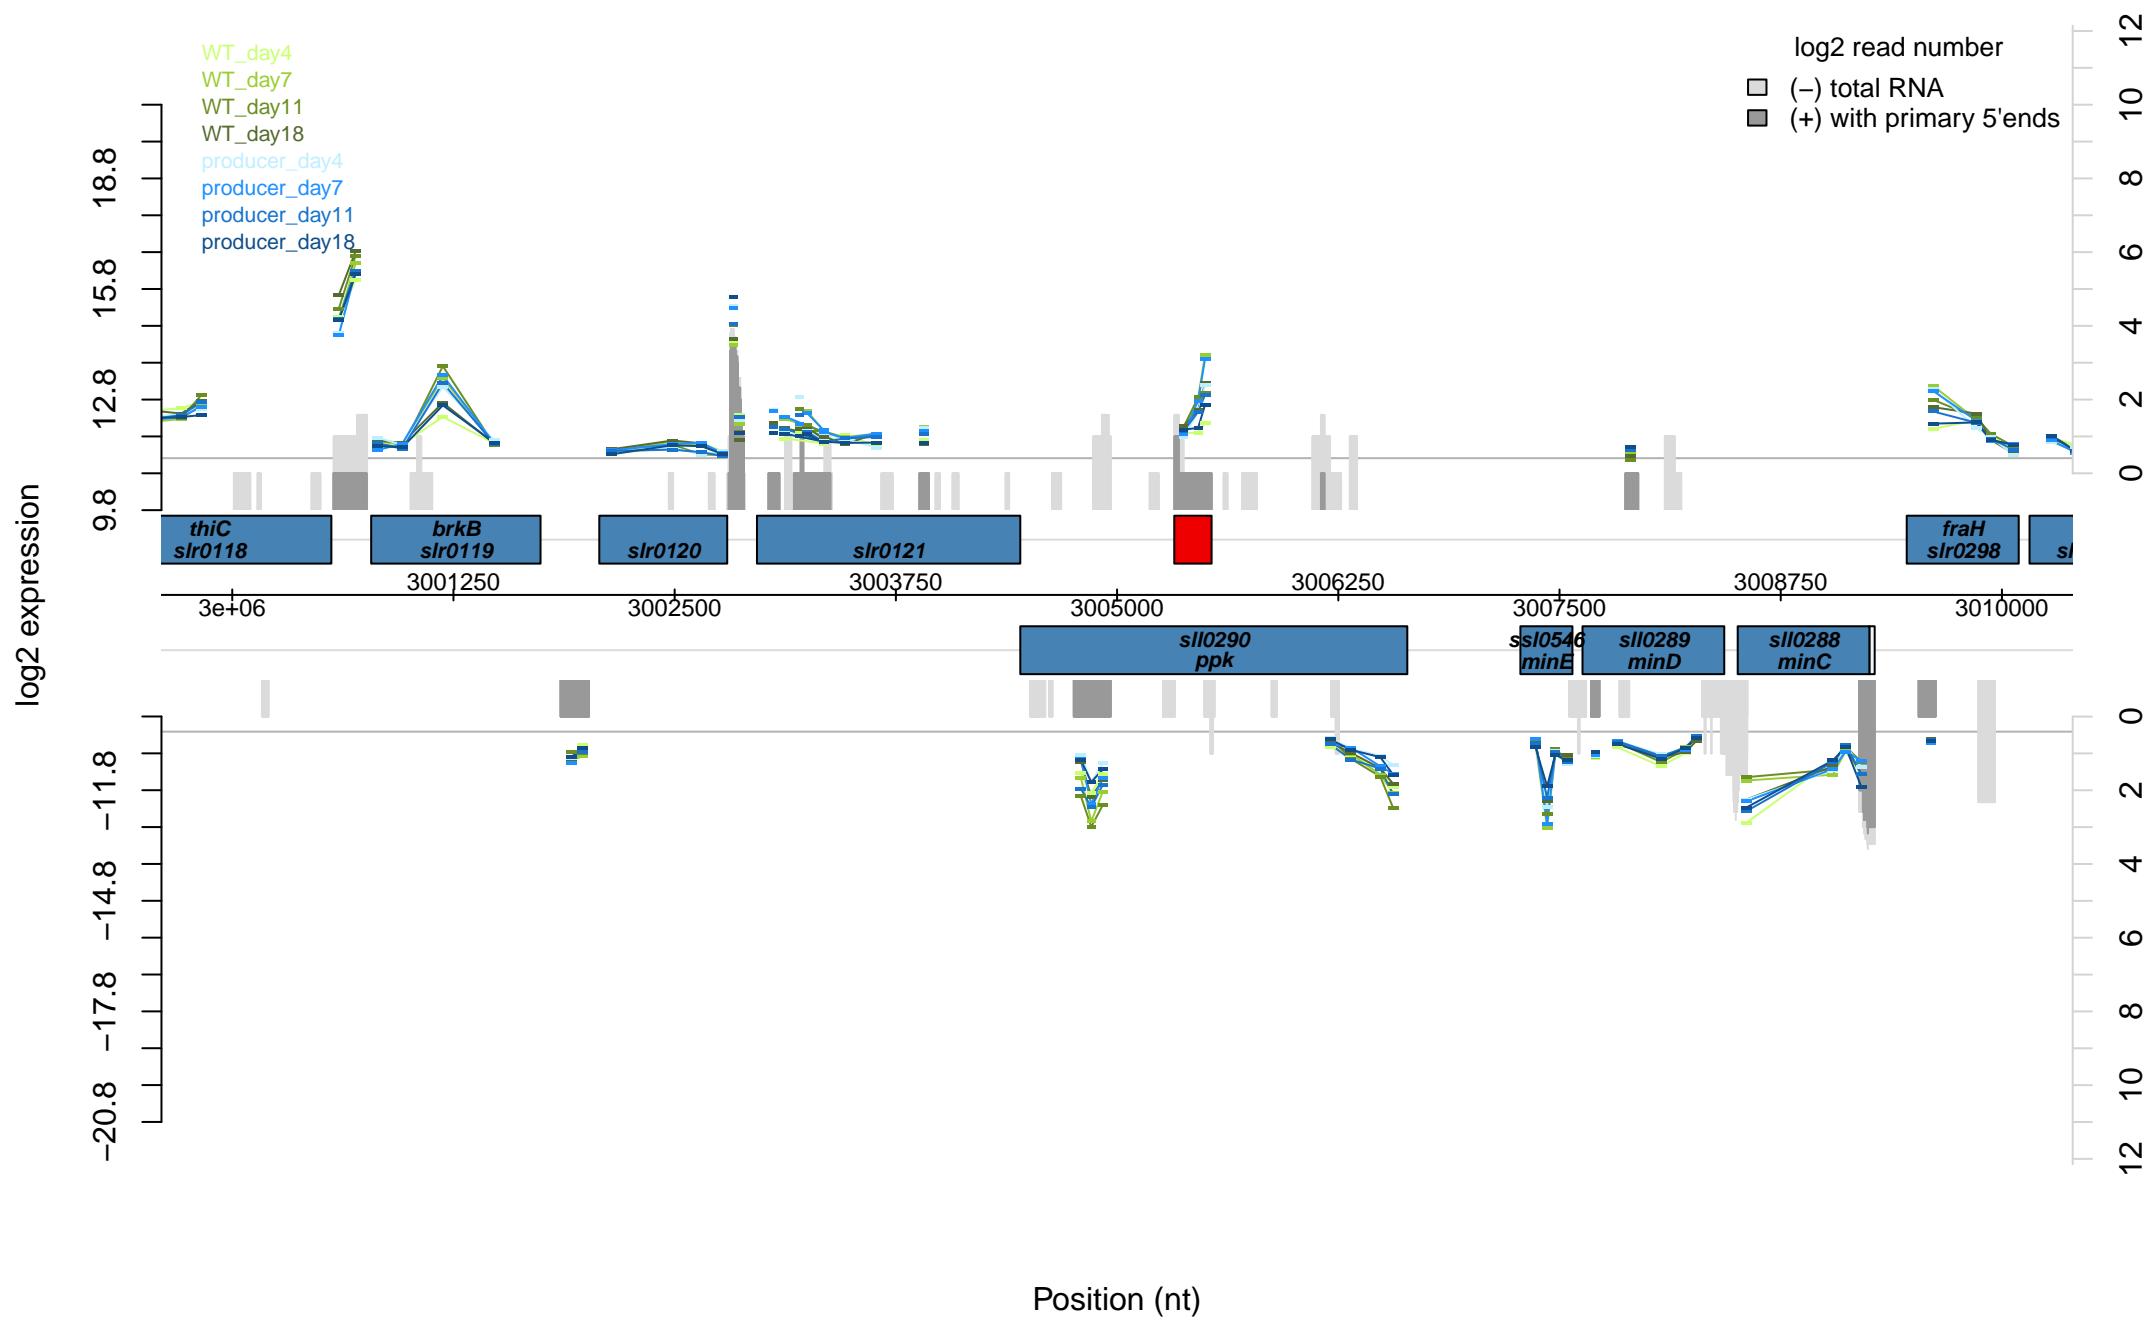 WT_day4
WT_day7
WT_day11
WT_day18
producer_day4
producer_day7
producer_day11
producer_day18
log2 read number
(−) total RNA
(+) with primary 5'ends
18.8
15.8
12.8
9.8
12
10
8
6
4
2
0
log2 expression
thiC
slr0118
brkB
slr0119
slr0120
slr0121
fraH
slr0298
sl
3001250
3003750
3006250
3008750
3e+06
3002500
3005000
3007500
3010000
sll0290
ppk
ssl0546
minE
sll0289
minD
sll0288
minC
−11.8
−14.8
−17.8
−20.8
0
2
4
6
8
10
12
Position (nt)